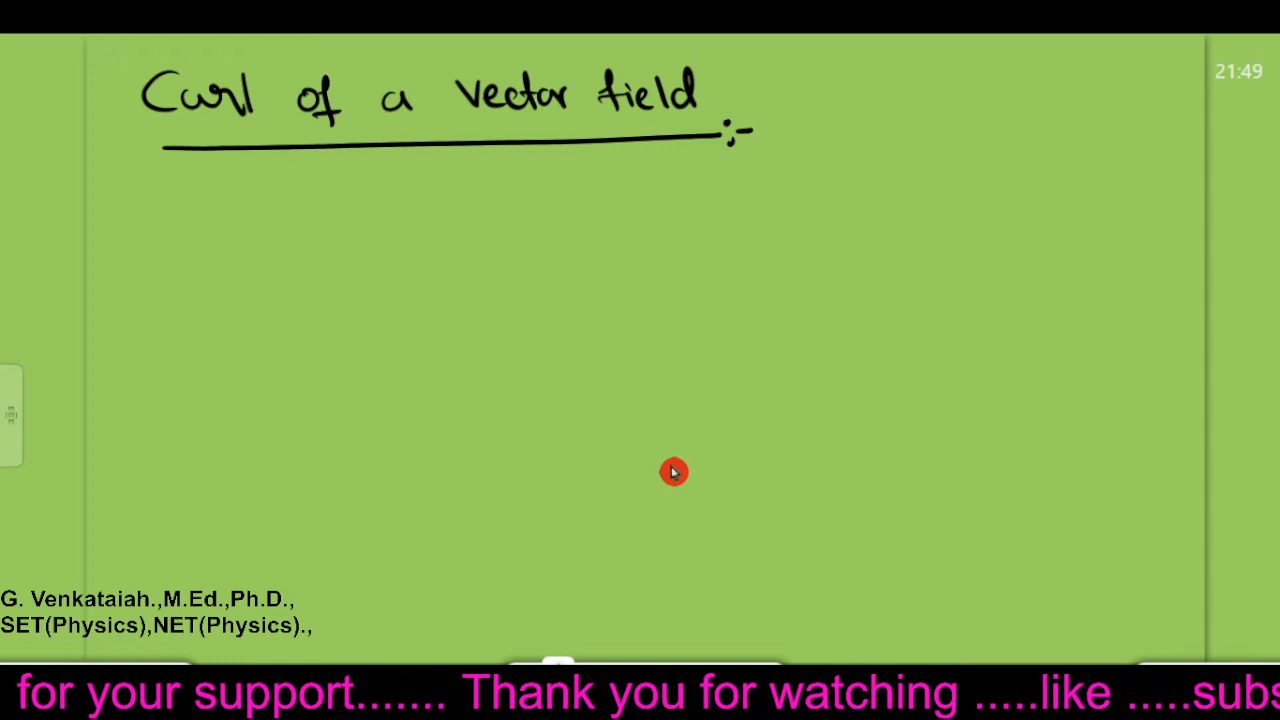 Curl of a vector field :-
21:49
G. Venkataiah.,M.Ed.,Ph.D.,
SET(Physics),NET(Physics).,
for your support....... Thank you for watching .....like .....subs